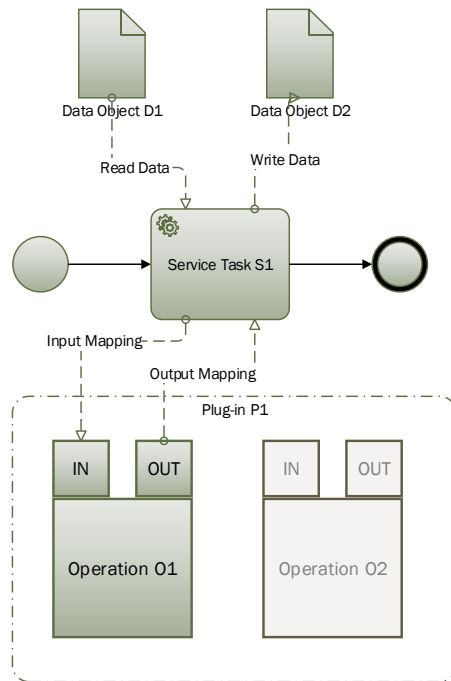 Data Object D1
Data Object D2
Read Data
Write Data
Service Task S1
Input Mapping
Output Mapping
Plug-in P1
IN
OUT
IN
OUT
Operation O1
Operation O2